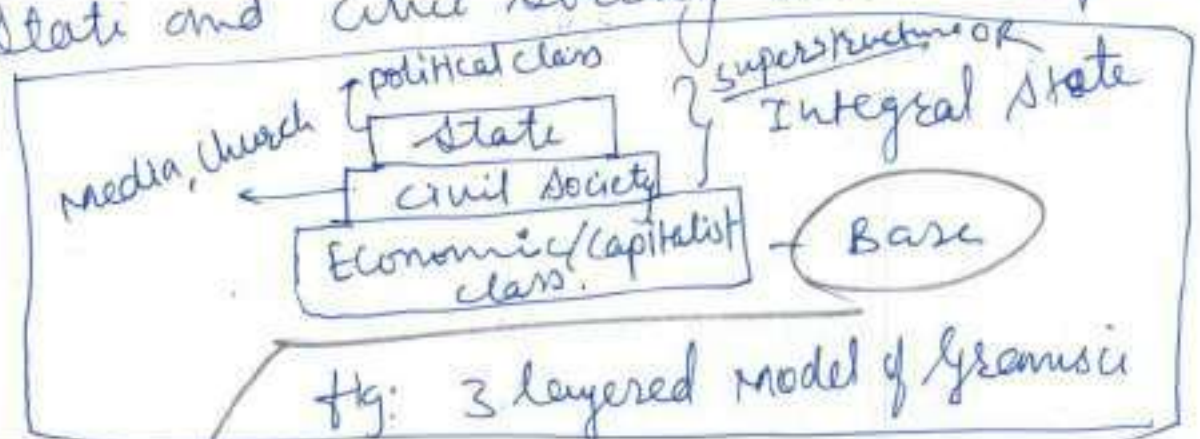 State and Civil Society
political class
superstructure OR
Integral State
Media, Church
State
Civil Society
Economic/Capitalist
class.
Base
Fig: 3 layered Model of Gramsci